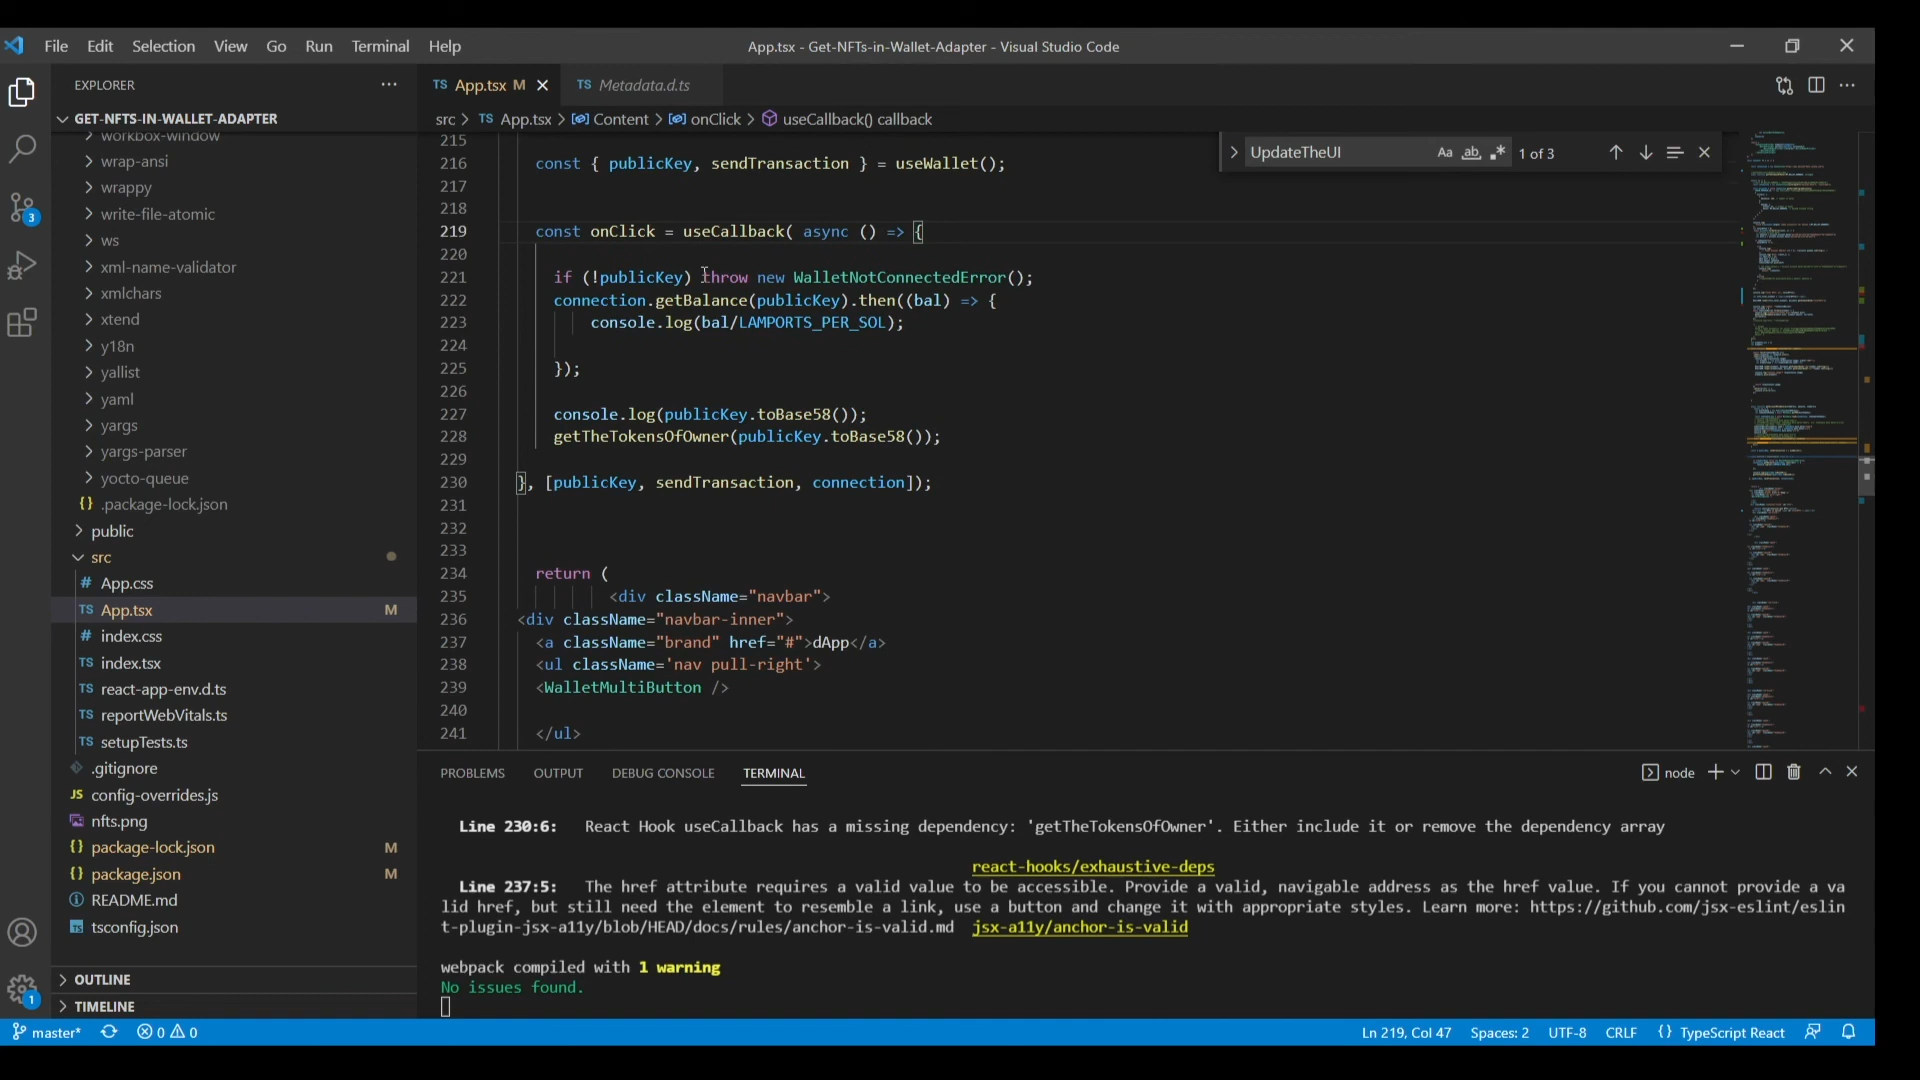 File Edit Selection View Go Run Terminal Help
App.tsx - Get-NFTs-in-Wallet-Adapter - Visual Studio Code
EXPLORER
GET-NFTS-IN-WALLET-ADAPTER
workbox-window
wrap-ansi
wrappy
write-file-atomic
ws
xml-name-validator
xmlchars
xtend
y18n
yallist
yaml
yargs
yargs-parser
yocto-queue
{} .package-lock.json
public
src
# App.css
TS App.tsx M
# index.css
TS index.tsx
TS react-app-env.d.ts
TS reportWebVitals.ts
TS setupTests.ts
.gitignore
JS config-overrides.js
nfts.png
{} package-lock.json M
{} package.json M
README.md
tsconfig.json
OUTLINE
TIMELINE
3
1
TS App.tsx M
TS Metadata.d.ts
src > TS App.tsx > Content > onClick > useCallback() callback
UpdateTheUI Aa ab .* 1 of 3
215
216 const { publicKey, sendTransaction } = useWallet();
217
218
219 const onClick = useCallback( async () => {
220
221 if (!publicKey) throw new WalletNotConnectedError();
222 connection.getBalance(publicKey).then((bal) => {
223 console.log(bal/LAMPORTS_PER_SOL);
224
225 });
226
227 console.log(publicKey.toBase58());
228 getTheTokensOfOwner(publicKey.toBase58());
229
230 }, [publicKey, sendTransaction, connection]);
231
232
233
234 return (
235 <div className="navbar">
236 <div className="navbar-inner">
237 <a className="brand" href="#">dApp</a>
238 <ul className='nav pull-right'>
239 <WalletMultiButton />
240
241 </ul>
PROBLEMS OUTPUT DEBUG CONSOLE TERMINAL
node
Line 230:6: React Hook useCallback has a missing dependency: 'getTheTokensOfOwner'. Either include it or remove the dependency array
react-hooks/exhaustive-deps
Line 237:5: The href attribute requires a valid value to be accessible. Provide a valid, navigable address as the href value. If you cannot provide a va
lid href, but still need the element to resemble a link, use a button and change it with appropriate styles. Learn more: https://github.com/jsx-eslint/eslin
t-plugin-jsx-a11y/blob/HEAD/docs/rules/anchor-is-valid.md jsx-a11y/anchor-is-valid
webpack compiled with 1 warning
No issues found.
master* 0 0
Ln 219, Col 47 Spaces: 2 UTF-8 CRLF {} TypeScript React